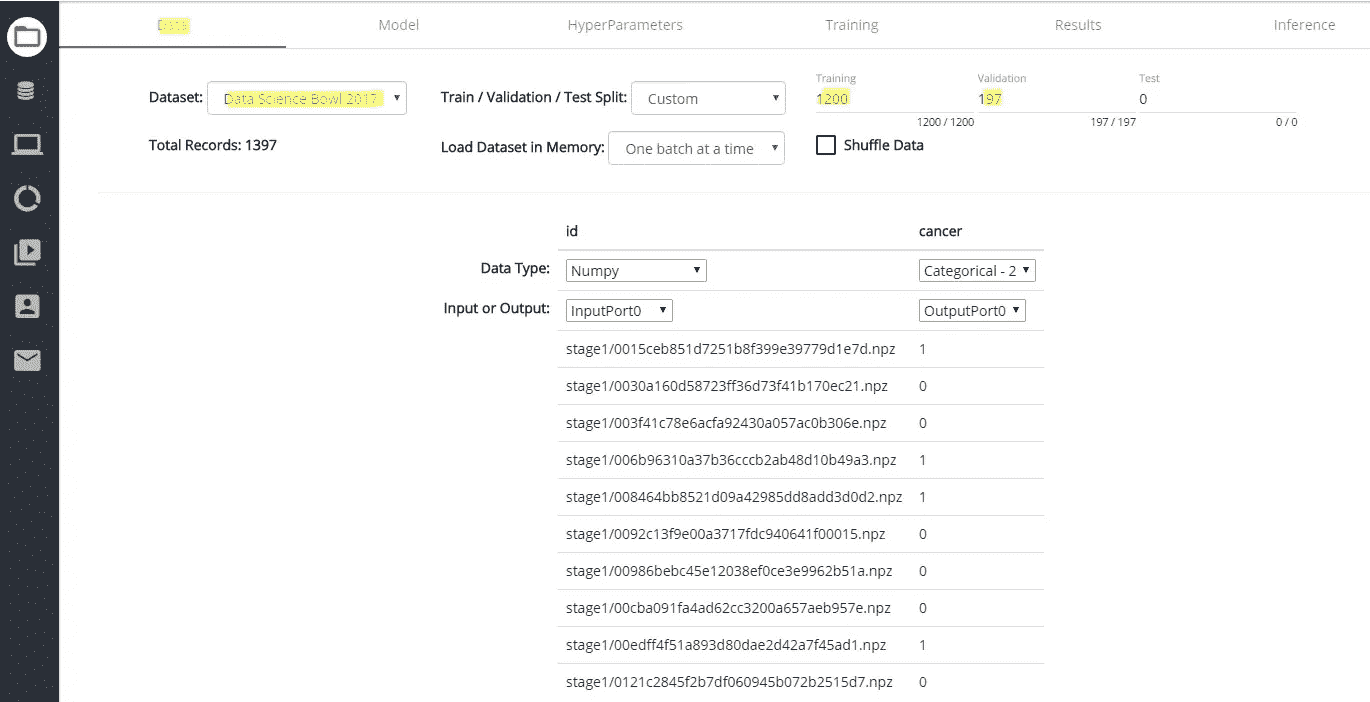 Data Model HyperParameters Training Results Inference
Training Validation Test
Dataset: Data Science Bowl 2017 Train / Validation / Test Split: Custom 1200 197 0
1200 / 1200 197 / 197 0 / 0
Total Records: 1397 Load Dataset in Memory: One batch at a time Shuffle Data
id cancer
Data Type: Numpy Categorical - 2
Input or Output: InputPort0 OutputPort0
stage1/0015ceb851d7251b8f399e39779d1e7d.npz 1
stage1/0030a160d58723ff36d73f41b170ec21.npz 0
stage1/003f41c78e6acfa92430a057ac0b306e.npz 0
stage1/006b96310a37b36cccb2ab48d10b49a3.npz 1
stage1/008464bb8521d09a42985dd8add3d0d2.npz 1
stage1/0092c13f9e00a3717fdc940641f00015.npz 0
stage1/00986bebc45e12038ef0ce3e9962b51a.npz 0
stage1/00cba091fa4ad62cc3200a657aeb957e.npz 0
stage1/00edff4f51a893d80dae2d42a7f45ad1.npz 1
stage1/0121c2845f2b7df060945b072b2515d7.npz 0